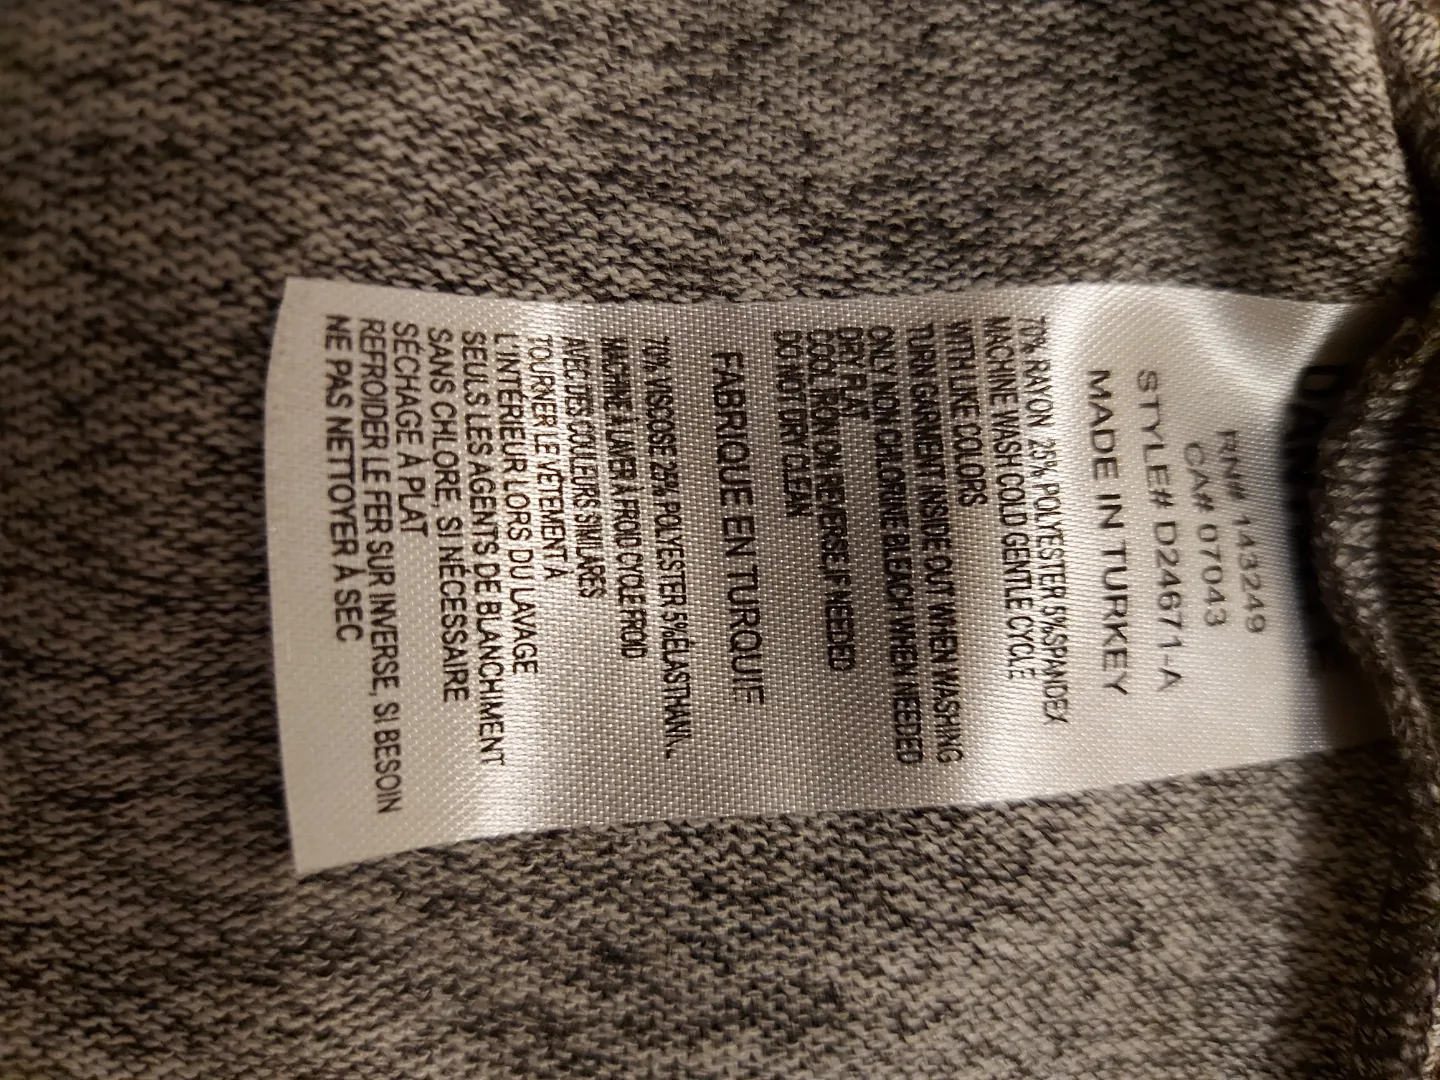 RN# 143249
CA# 07043
STYLE# D24671-A
MADE IN TURKEY
70% RAYON 25% POLYESTER 5%SPANDEX
MACHINE WASH COLD GENTLE CYCLE
WITH LIKE COLORS
TURN GARMENT INSIDE OUT WHEN WASHING
ONLY NON CHLORINE BLEACH WHEN NEEDED
DRY FLAT
COOL IRON ON REVERSE IF NEEDED
DO NOT DRY CLEAN
FABRIQUE EN TURQUIE
70% VISCOSE 25% POLYESTER 5%ÉLASTHANN.
MACHINE À LAVER A FROID CYCLE FROID
AVEC DES COULEURS SIMILAIRES
TOURNER LE VÊTEMENT À
L'INTÉRIEUR LORS DU LAVAGE
SEULS LES AGENTS DE BLANCHIMENT
SANS CHLORE, SI NÉCESSAIRE
SÉCHAGE À PLAT
REFROIDER LE FER SUR INVERSE, SI BESOIN
NE PAS NETTOYER À SEC